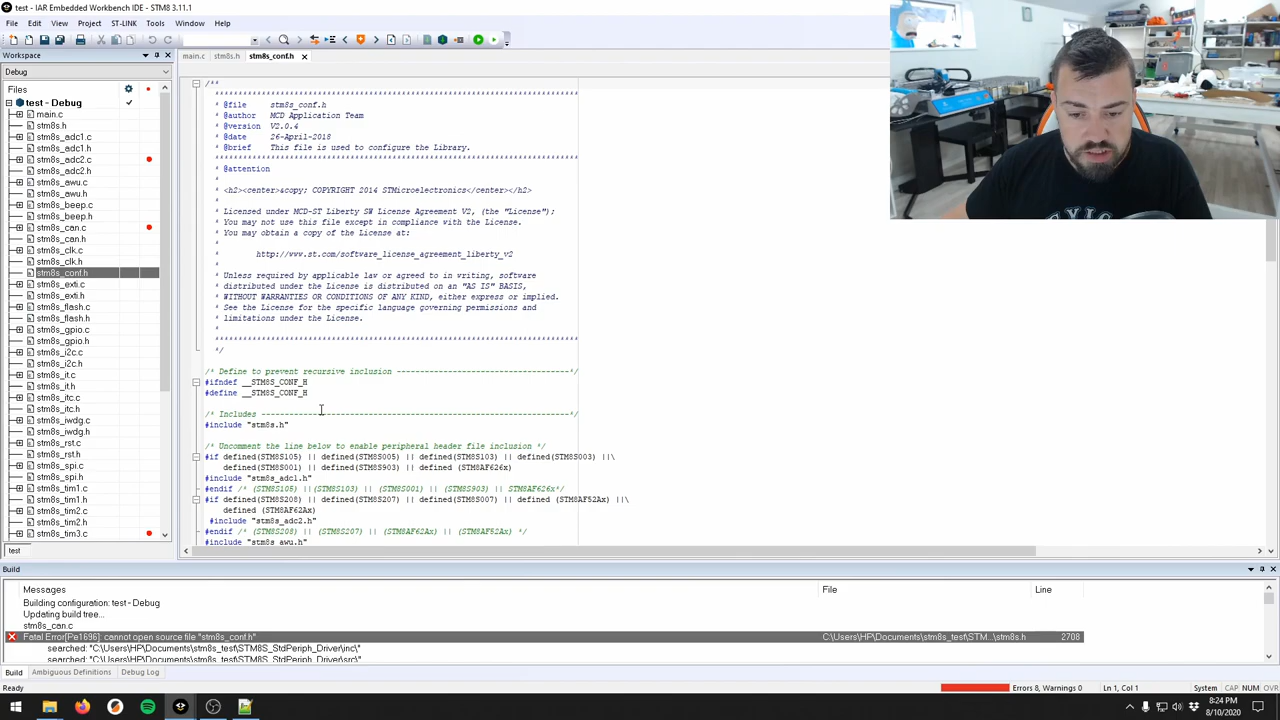 test - IAR Embedded Workbench IDE - STM8 3.11.1
File Edit View Project ST-LINK Tools Window Help
Workspace
main.c stm8s.h stm8s_conf.h
Debug
Files
test - Debug
main.c
stm8s.h
stm8s_adc1.c
stm8s_adc1.h
stm8s_adc2.c
stm8s_adc2.h
stm8s_awu.c
stm8s_awu.h
stm8s_beep.c
stm8s_beep.h
stm8s_can.c
stm8s_can.h
stm8s_clk.c
stm8s_clk.h
stm8s_conf.h
stm8s_exti.c
stm8s_exti.h
stm8s_flash.c
stm8s_flash.h
stm8s_gpio.c
stm8s_gpio.h
stm8s_i2c.c
stm8s_i2c.h
stm8s_it.c
stm8s_it.h
stm8s_itc.c
stm8s_itc.h
stm8s_iwdg.c
stm8s_iwdg.h
stm8s_rst.c
stm8s_rst.h
stm8s_spi.c
stm8s_spi.h
stm8s_tim1.c
stm8s_tim1.h
stm8s_tim2.c
stm8s_tim2.h
stm8s_tim3.c
test
/**
* @file stm8s_conf.h
* @author MCD Application Team
* @version V2.0.4
* @date 26-April-2018
* @brief This file is used to configure the Library.
* @attention
*
* <h2><center>&copy; COPYRIGHT 2014 STMicroelectronics</center></h2>
*
* Licensed under MCD-ST Liberty SW License Agreement V2, (the "License");
* You may not use this file except in compliance with the License.
* You may obtain a copy of the License at:
*
* http://www.st.com/software_license_agreement_liberty_v2
*
* Unless required by applicable law or agreed to in writing, software
* distributed under the License is distributed on an "AS IS" BASIS,
* WITHOUT WARRANTIES OR CONDITIONS OF ANY KIND, either express or implied.
* See the License for the specific language governing permissions and
* limitations under the License.
*
*/
/* Define to prevent recursive inclusion -------------------------------------*/
#ifndef __STM8S_CONF_H
#define __STM8S_CONF_H
/* Includes ------------------------------------------------------------------*/
#include "stm8s.h"
/* Uncomment the line below to enable peripheral header file inclusion */
#if defined(STM8S105) || defined(STM8S005) || defined(STM8S103) || defined(STM8S003) ||\
defined(STM8S001) || defined(STM8S903) || defined (STM8AF626x)
#include "stm8s_adc1.h"
#endif /* (STM8S105) ||(STM8S103) || (STM8S001) || (STM8S903) || STM8AF626x*/
#if defined(STM8S208) || defined(STM8S207) || defined(STM8S007) || defined (STM8AF52Ax) ||\
defined (STM8AF62Ax)
#include "stm8s_adc2.h"
#endif /* (STM8S208) || (STM8S207) || (STM8AF62Ax) || (STM8AF52Ax) */
#include "stm8s_awu.h"
Build
Messages File Line
Building configuration: test - Debug
Updating build tree...
stm8s_can.c
Fatal Error[Pe1696]: cannot open source file "stm8s_conf.h" C:\Users\HP\Documents\stm8s_test\STM...\stm8s.h 2708
searched: "C:\Users\HP\Documents\stm8s_test\STM8S_StdPeriph_Driver\inc\"
searched: "C:\Users\HP\Documents\stm8s_test\STM8S_StdPeriph_Driver\src\"
Build Ambiguous Definitions Debug Log
Ready Errors 8, Warnings 0 Ln 1, Col 1 System CAP NUM OVR
8:24 PM
8/10/2020